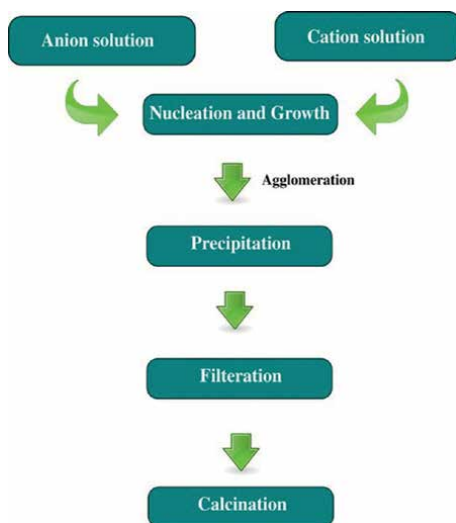 Anion solution
Cation solution
Nucleation and Growth
Agglomeration
Precipitation
Filteration
Calcination